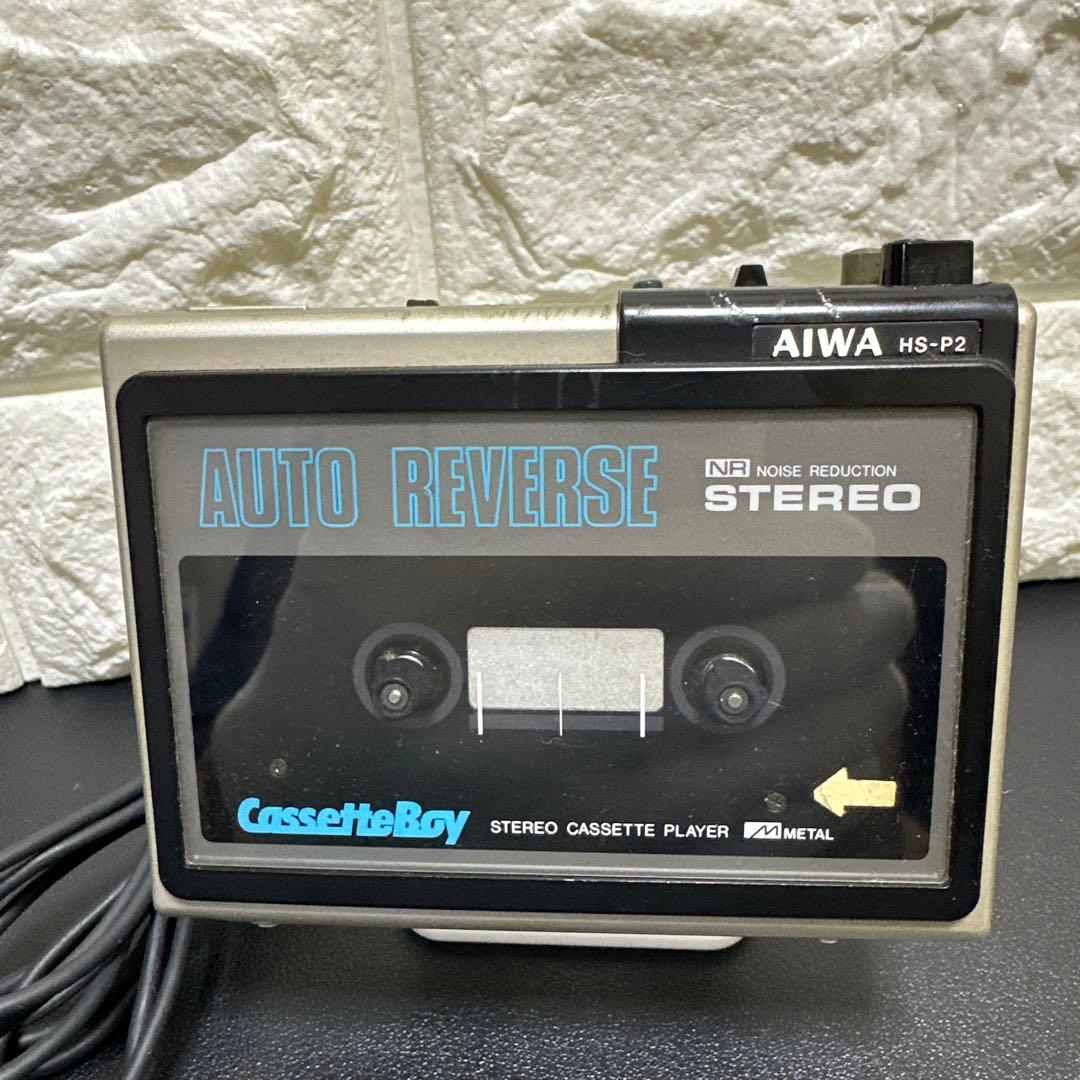 AIWA HS-P2
AUTO REVERSE
NR NOISE REDUCTION
STEREO
CassetteBoy STEREO CASSETTE PLAYER METAL